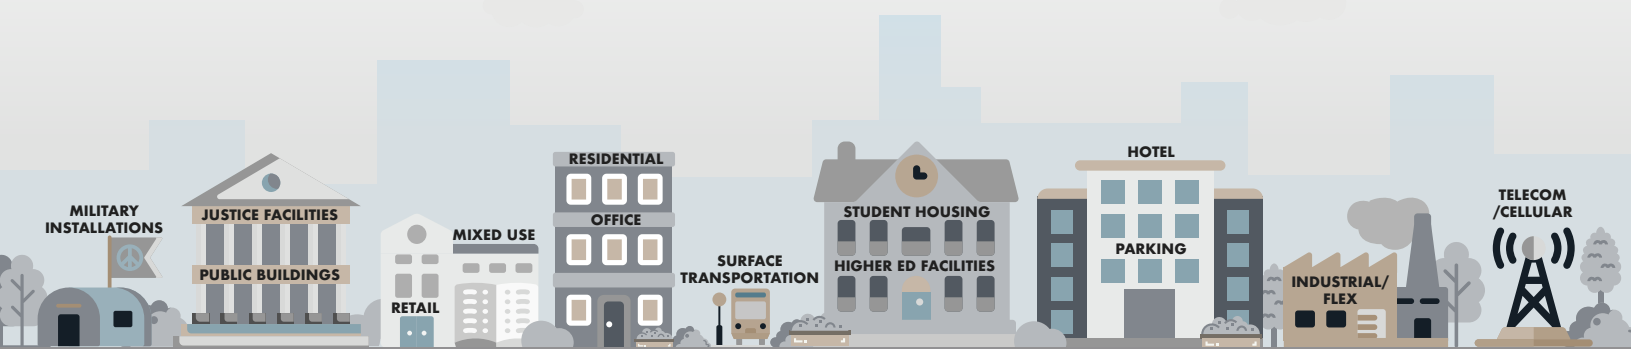 MILITARY
INSTALLATIONS
JUSTICE FACILITIES
PUBLIC BUILDINGS
RETAIL
MIXED USE
RESIDENTIAL
OFFICE
SURFACE
TRANSPORTATION
STUDENT HOUSING
HIGHER ED FACILITIES
HOTEL
PARKING
INDUSTRIAL/
FLEX
TELECOM
/CELLULAR